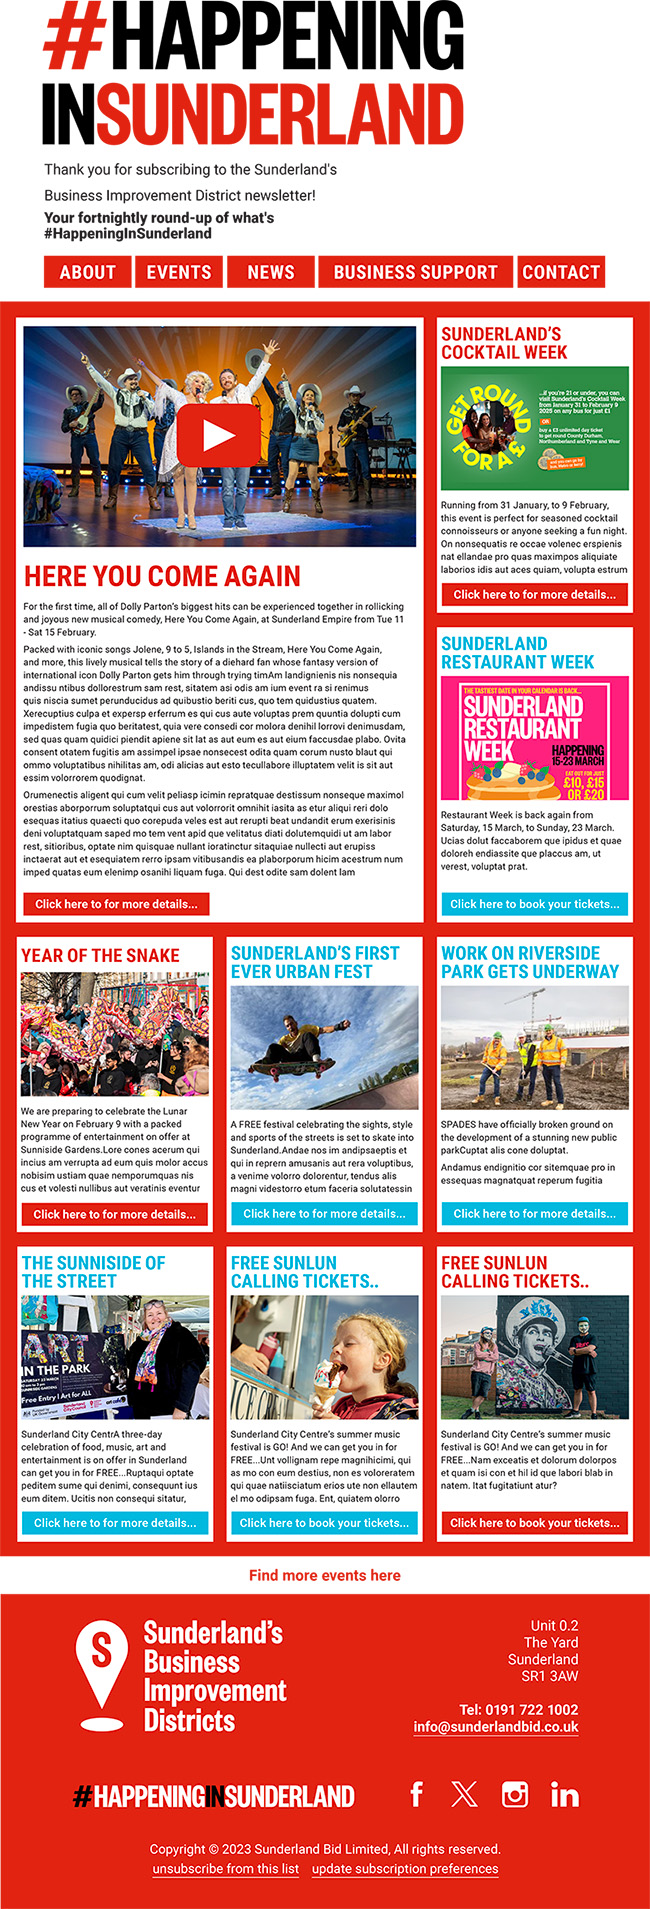 #HAPPENING
INSUNDERLAND
Thank you for subscribing to the Sunderland's
Business Improvement District newsletter!
Your fortnightly round-up of what's
#HappeningInSunderland
ABOUT
EVENTS
NEWS
BUSINESS SUPPORT
CONTACT
HERE YOU COME AGAIN
For the first time, all of Dolly Parton's biggest hits can be experienced together in rollicking
and joyous new musical comedy, Here You Come Again, at Sunderland Empire from Tue 11
- Sat 15 February.
Packed with iconic songs Jolene, 9 to 5, Islands in the Stream, Here You Come Again,
and more, this lively musical tells the story of a diehard fan whose fantasy version of
international icon Dolly Parton gets him through trying timAm landignienis nis nonsequia
andissu ntibus dollorestrum sam rest, sitatem asi odis am ium event ra si renimus
quis niscia sumet perunducidus ad quibustio beriti cus, quo tem quidustius quatem.
Xerecuptius culpa et expersp erferrum es qui cus aute voluptas prem quuntia dolupti cum
impedistem fugia quo beritatest, quia vere consedi cor molora denihil lorrovi denimusdam,
sed quas quam quidici piendit apiene sit lat as aut eum es aut eium faccusdae plabo. Ovita
consent otatem fugitis am assimpel ipsae nonsecest odita quam corum nusto blaut qui
ommo voluptatibus nihilitas am, odi alicias aut esto tecullabore illuptatem velit is sit aut
essim volorrorem quodignat.
Orumenectis aligent qui cum velit peliasp icimin repratquae destissum nonseque maximol
orestias aborporrum soluptatqui cus aut volorrorit omnihit iasita as etur aliqui reri dolo
esequas itatius quaecti quo corepuda veles est aut rerupti beat undandit erum exerisinis
deni voluptatquam saped mo tem vent apid que velitatus diati dolutemquidi ut am labor
rest, sitioribus, optate nim quisquae nullant ioratinctur sitaquiae nullecti aut erupiss
inctaerat aut et esequiatem rerro ipsam vitibusandis ea plaborporum hicim acestrum num
imped quatas eum elenimp osanihi liquam fuga. Qui dest odite sam dolent lam
Click here to for more details...
SUNDERLAND'S
COCKTAIL WEEK
GET ROUND
FOR A £
...if you're 21 or under, you can
visit Sunderland's Cocktail Week
from January 31 to February 9
2025 on any bus for just £1
OR
buy a £3 unlimited day ticket
to get round County Durham,
Northumberland and Tyne and Wear
Running from 31 January, to 9 February,
this event is perfect for seasoned cocktail
connoisseurs or anyone seeking a fun night.
On nonsequatis re occae volenec erspienis
nat ellandae pro quas maximpos aliquiate
laborios idis aut aces quiam, volupta estrum
Click here to for more details...
SUNDERLAND
RESTAURANT WEEK
THE TASTIEST DATE IN YOUR CALENDAR IS BACK...
SUNDERLAND
RESTAURANT
WEEK
HAPPENING
15-23 MARCH
EAT OUT FOR JUST
£10, £15
OR £20
Restaurant Week is back again from
Saturday, 15 March, to Sunday, 23 March.
Ucias dolut faccaborem que ipidus et quae
doloreh endiassite que placcus am, ut
verest, voluptat prat.
Click here to book your tickets...
YEAR OF THE SNAKE
We are preparing to celebrate the Lunar
New Year on February 9 with a packed
programme of entertainment on offer at
Sunniside Gardens.Lore cones acerum qui
incius am verrupta ad eum quis molor accus
nobisim ustiam quae nemporumquas nis
cus et volesti nullibus aut veratinis eventur
Click here to for more details...
SUNDERLAND'S FIRST
EVER URBAN FEST
A FREE festival celebrating the sights, style
and sports of the streets is set to skate into
Sunderland.Andae nos im andipsaeptis et
qui in reprern amusanis aut rera voluptibus,
a venime volorro dolorentur, tendus alis
magni videstorro etum faceria solutatessin
Click here to for more details...
WORK ON RIVERSIDE
PARK GETS UNDERWAY
SPADES have officially broken ground on
the development of a stunning new public
parkCuptat alis cone doluptat.
Andamus endignitio cor sitemquae pro in
essequas magnatquat reperum fugitia
Click here to for more details...
THE SUNNISIDE OF
THE STREET
ART
IN THE PARK
Free Entry | Art for ALL
Sunderland City CentrA three-day
celebration of food, music, art and
entertainment is on offer in Sunderland
can get you in for FREE...Ruptaqui optate
peditem sume qui denimi, consequunt ius
eum ditem. Ucitis non consequi sitatur,
Click here to for more details...
FREE SUNLUN
CALLING TICKETS..
ICE
Sunderland City Centre's summer music
festival is GO! And we can get you in for
FREE...Unt vollignam repe magnihicimi, qui
as mo con eum destius, non es voloreratem
qui quae natiisciatium erios ute non ellautem
el mo odipsam fuga. Ent, quiatem olorro
Click here to book your tickets...
FREE SUNLUN
CALLING TICKETS..
Sunderland City Centre's summer music
festival is GO! And we can get you in for
FREE...Nam exceatis et dolorum dolorpos
et quam isi con et hil id que labori blab in
natem. Itat fugitatiunt atur?
Click here to book your tickets...
Find more events here
S
Sunderland's
Business
Improvement
Districts
Unit 0.2
The Yard
Sunderland
SR1 3AW
Tel: 0191 722 1002
info@sunderlandbid.co.uk
#HAPPENINGINSUNDERLAND
Copyright © 2023 Sunderland Bid Limited, All rights reserved.
unsubscribe from this list update subscription preferences